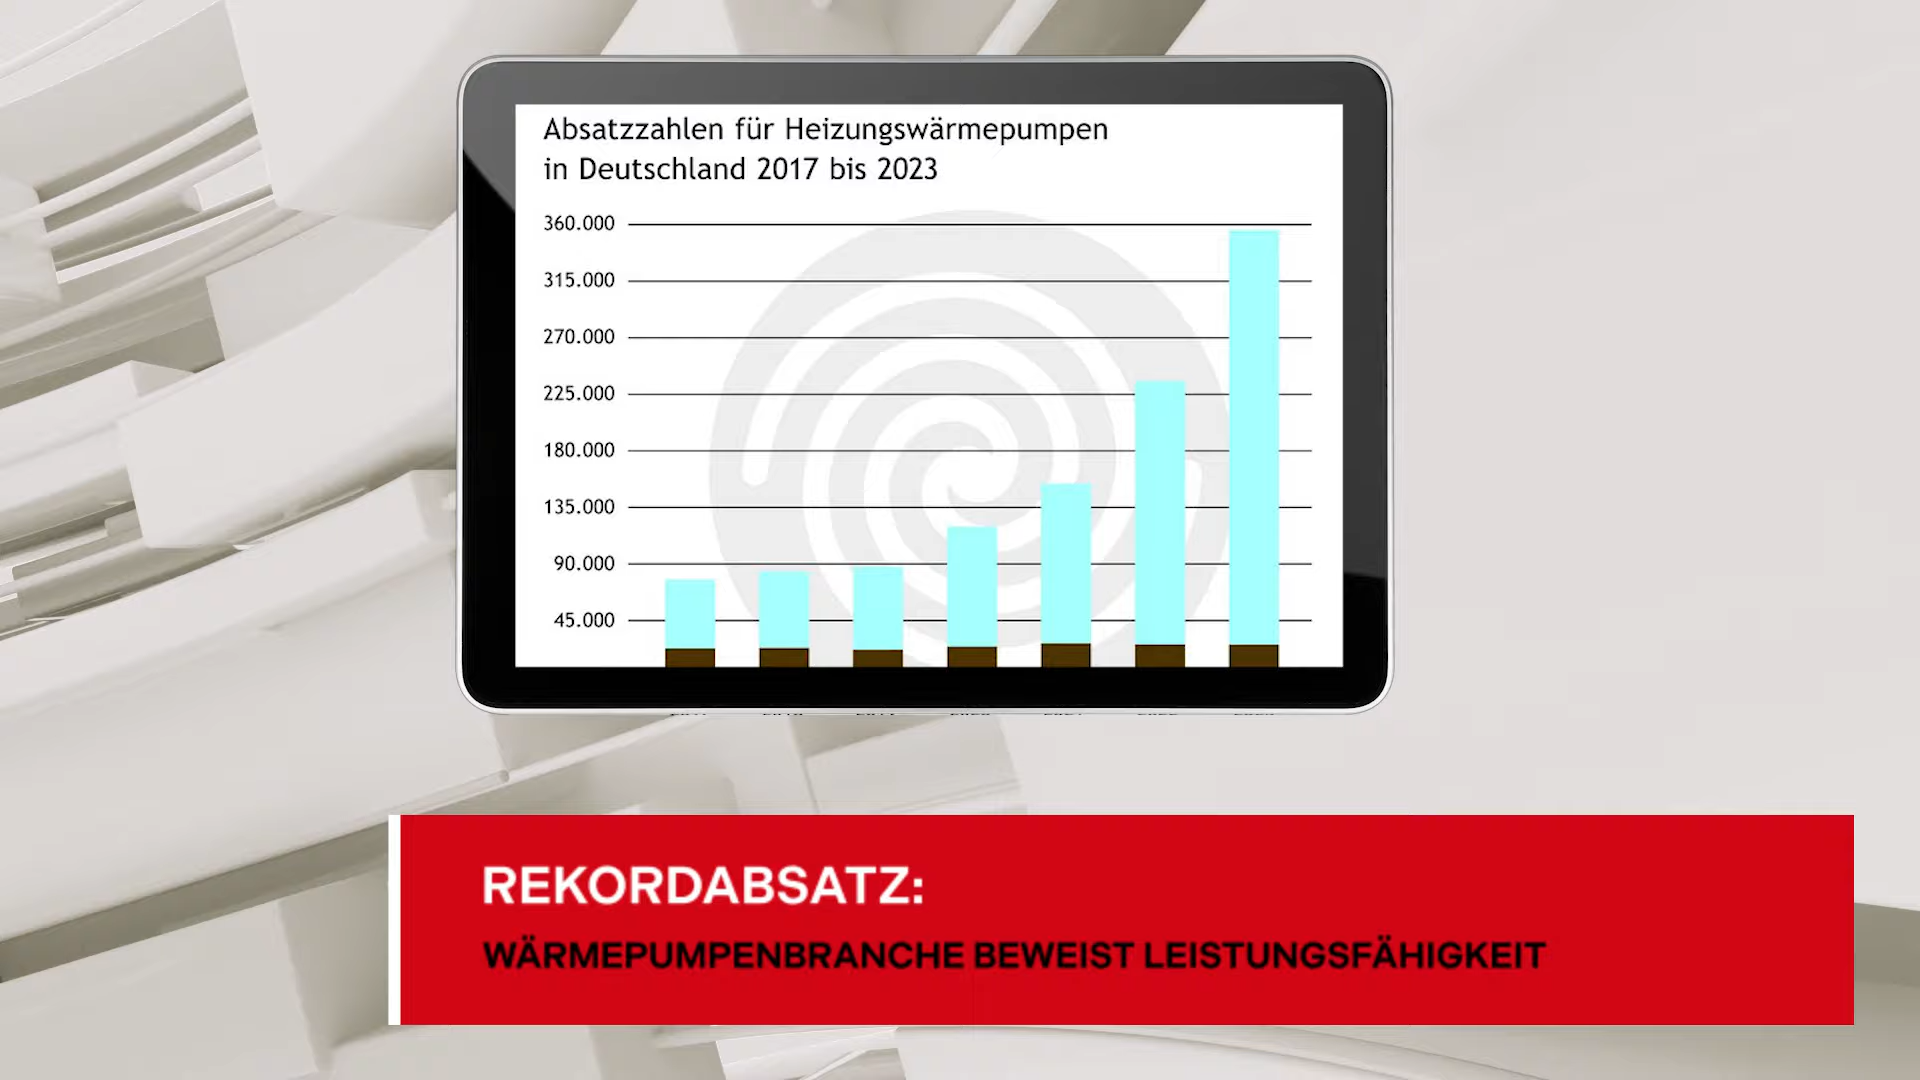 Absatzzahlen für Heizungswärmepumpen
in Deutschland 2017 bis 2023
360.000
315.000
270.000
225.000
180.000
135.000
90.000
45.000
REKORDABSATZ:
WÄRMEPUMPENBRANCHE BEWEIST LEISTUNGSFÄHIGKEIT